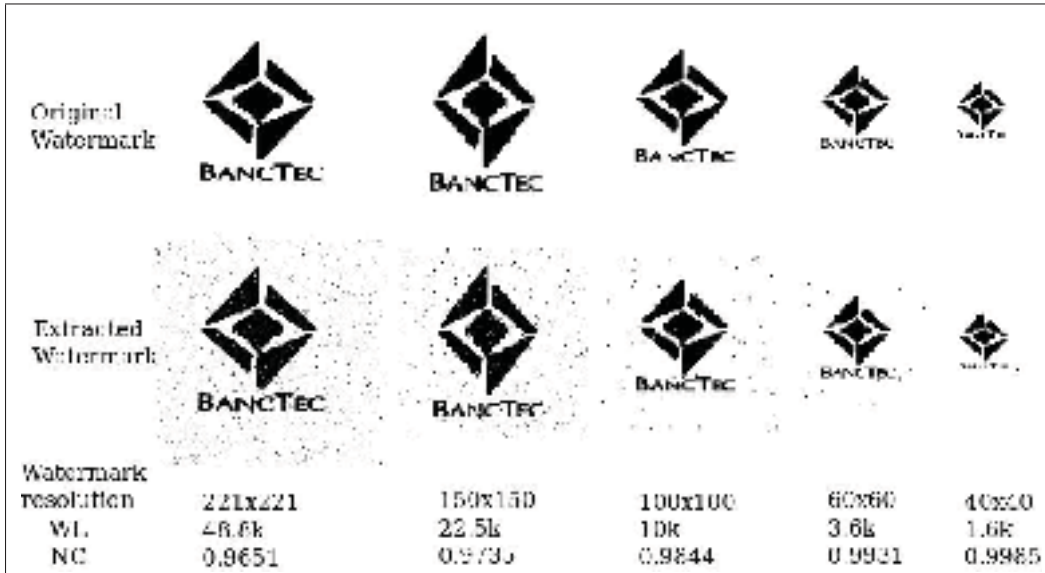 Original
Watermark
BANCTEC BANCTEC BANCTEC BANCTEC
Extracted
Watermark
BANCTEC BANCTEC BANCTEC BANCTEC
Watermark
resolution 221x221 150x150 100x100 60x60 40x40
WL 48.8k 22.5k 10k 3.6k 1.6k
NC 0.9651 0.9735 0.9844 0.9931 0.9985